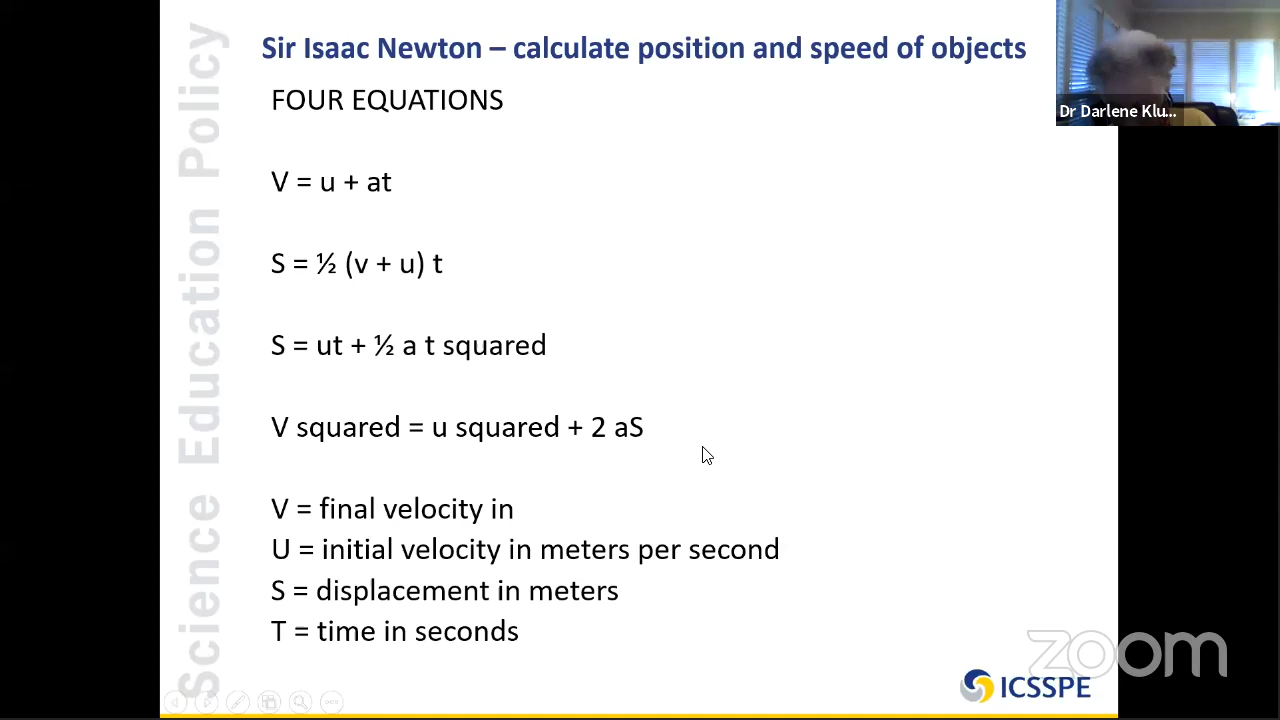 Sir Isaac Newton – calculate position and speed of objects
FOUR EQUATIONS
V = u + at
S = ½ (v + u) t
S = ut + ½ a t squared
V squared = u squared + 2 aS
V = final velocity in
U = initial velocity in meters per second
S = displacement in meters
T = time in seconds
Science Education Policy
Dr Darlene Klu...
zoom
ICSSPE